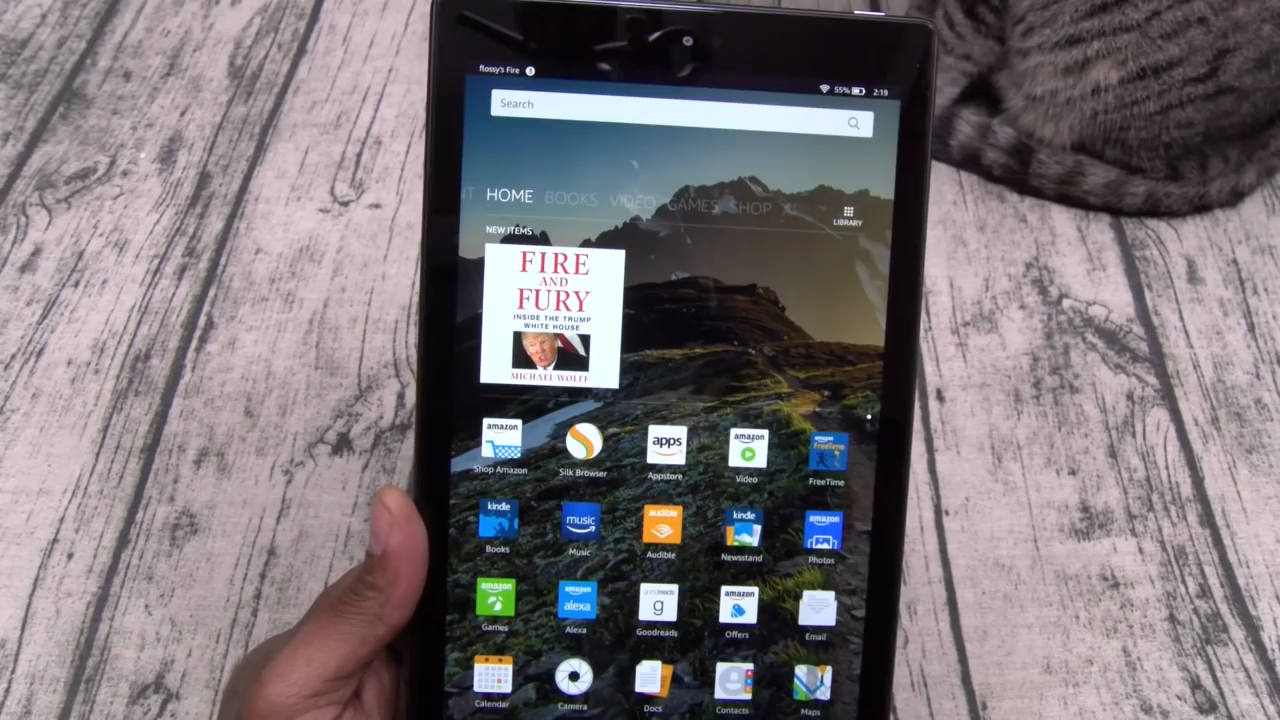 flossy's Fire
55% 2:19
Search
NT HOME BOOKS VIDEO GAMES SHOP
LIBRARY
NEW ITEMS
FIRE
AND
FURY
INSIDE THE TRUMP
WHITE HOUSE
MICHAEL WOLFF
amazon
apps
amazon
amazon
FreeTime
Shop Amazon
Silk Browser
Appstore
Video
FreeTime
kindle
music
audible
kindle
amazon
Books
Music
Audible
Newsstand
Photos
amazon
amazon
alexa
goodreads
g
amazon
Games
Alexa
Goodreads
Offers
Email
Calendar
Camera
Docs
Contacts
Maps